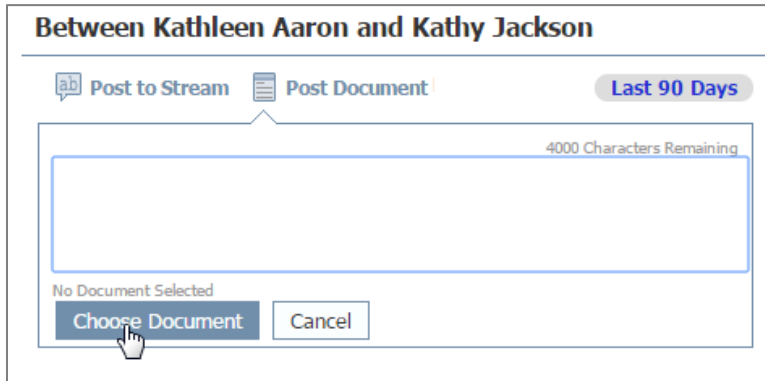 Between Kathleen Aaron and Kathy Jackson
Post to Stream Post Document Last 90 Days
4000 Characters Remaining
No Document Selected
Choose Document Cancel